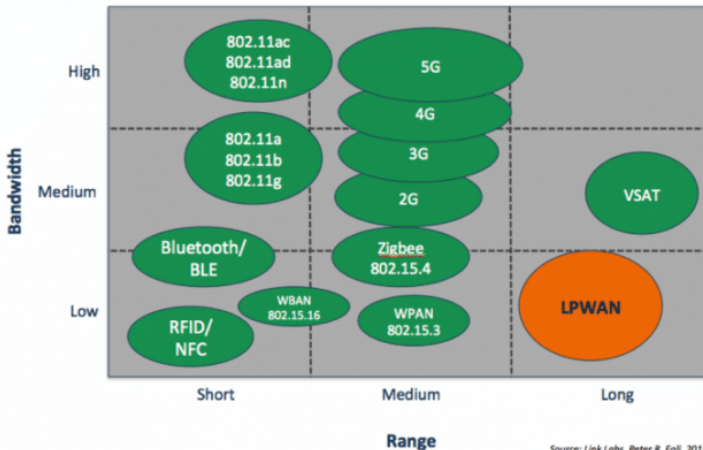 High
802.11ac
802.11ad
802.11n
5G
4G
Bandwidth
Medium
802.11a
802.11b
802.11g
3G
2G
VSAT
Bluetooth/
BLE
Zigbee
802.15.4
Low
WBAN
802.15.16
RFID/
NFC
WPAN
802.15.3
LPWAN
Short
Medium
Long
Range
Source: Link Labs, Peter R. Egli, 201